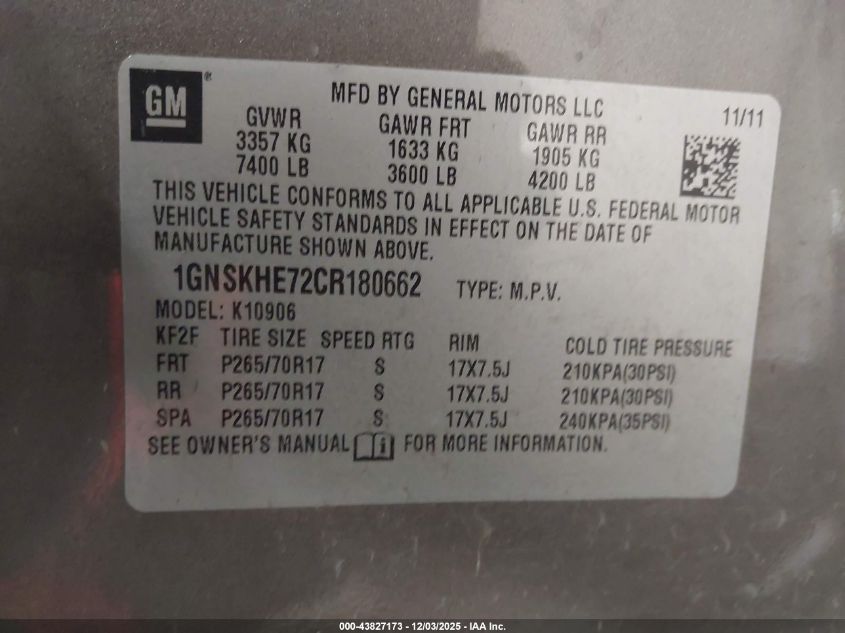 GM®
MFD BY GENERAL MOTORS LLC
11/11
GVWR GAWR FRT GAWR RR
3357 KG 1633 KG 1905 KG
7400 LB 3600 LB 4200 LB
THIS VEHICLE CONFORMS TO ALL APPLICABLE U.S. FEDERAL MOTOR
VEHICLE SAFETY STANDARDS IN EFFECT ON THE DATE OF
MANUFACTURE SHOWN ABOVE.
1GNSKHE72CR180662 TYPE: M.P.V.
MODEL: K10906
KF2F TIRE SIZE SPEED RTG RIM COLD TIRE PRESSURE
FRT P265/70R17 S 17X7.5J 210KPA(30PSI)
RR P265/70R17 S 17X7.5J 210KPA(30PSI)
SPA P265/70R17 S 17X7.5J 240KPA(35PSI)
SEE OWNER'S MANUAL i FOR MORE INFORMATION.
000-43827173 - 12/03/2025 - IAA Inc.